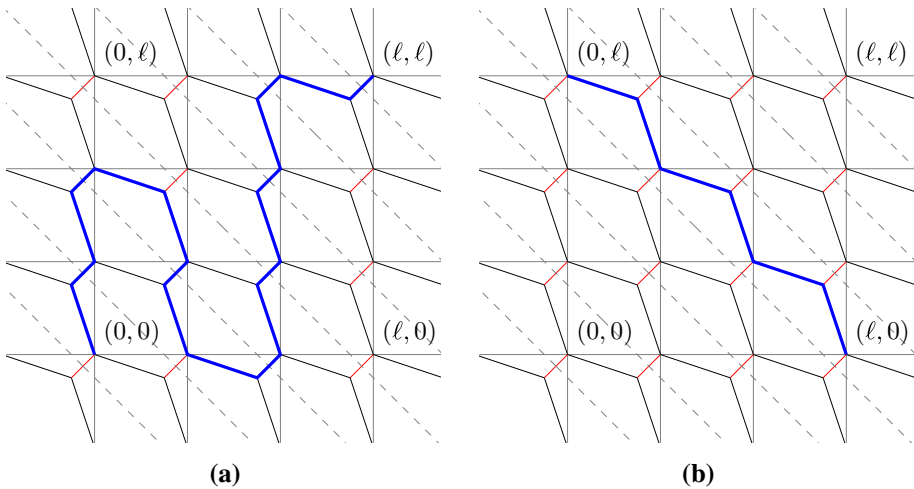 (0, ℓ) (ℓ, ℓ) (0, ℓ) (ℓ, ℓ)
(0, 0) (ℓ, 0) (0, 0) (ℓ, 0)
(a) (b)